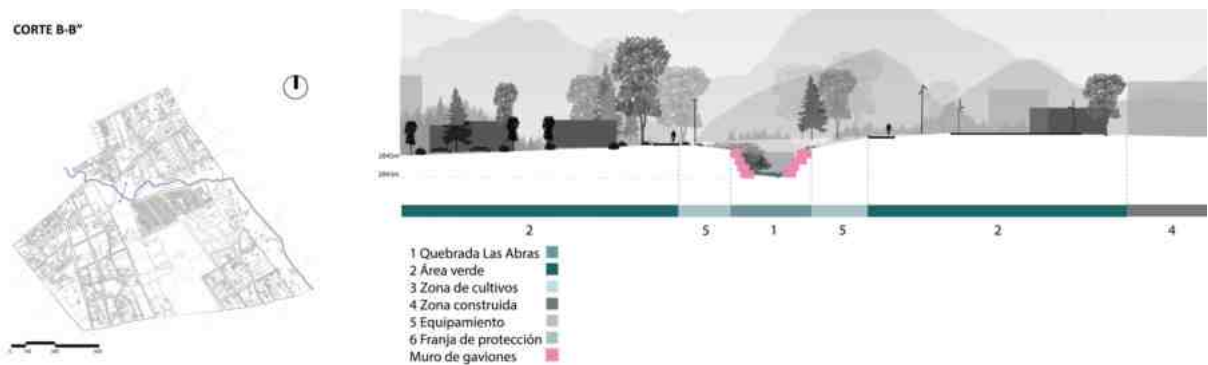 CORTE B-B”
2 5 1 5 2 4
1 Quebrada Las Abras
2 Área verde
3 Zona de cultivos
4 Zona construida
5 Equipamiento
6 Franja de protección
Muro de gaviones